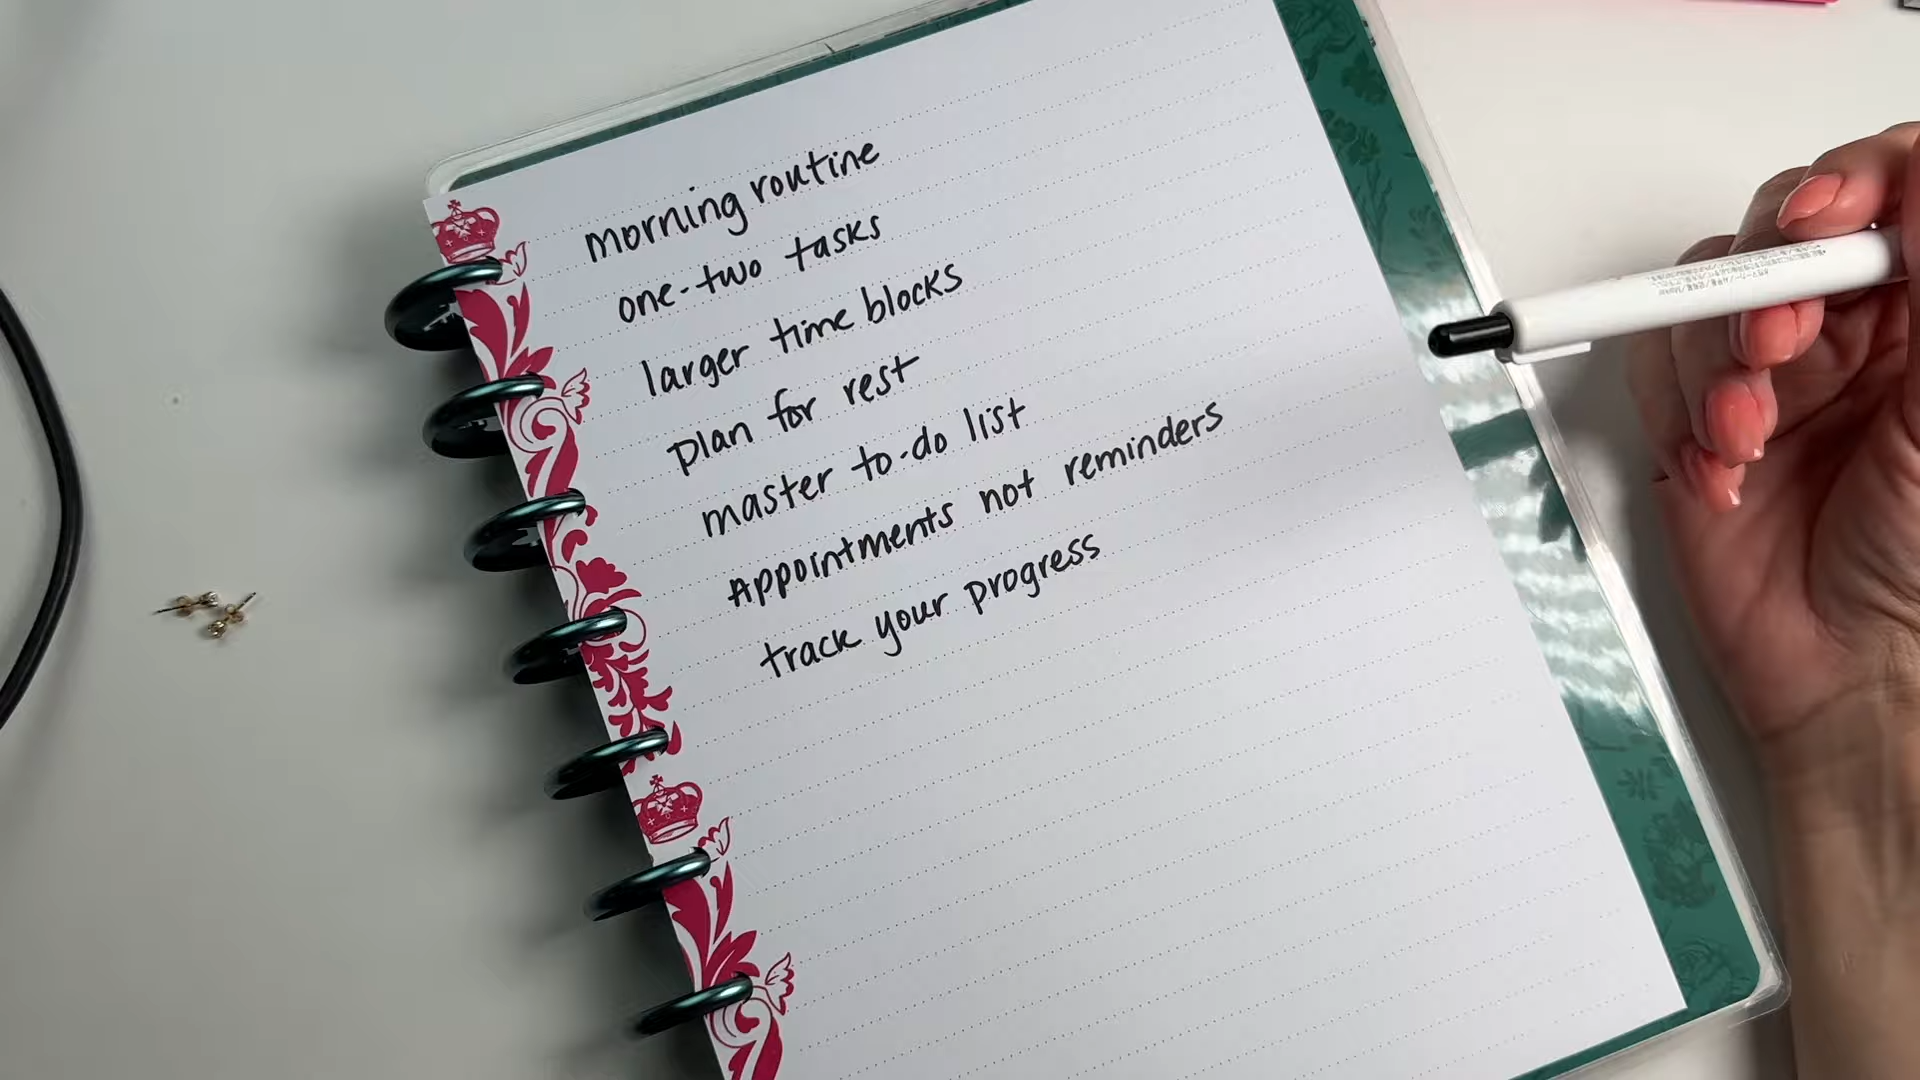 morning routine
one-two tasks
larger time blocks
plan for rest
master to-do list
Appointments not reminders
track your progress